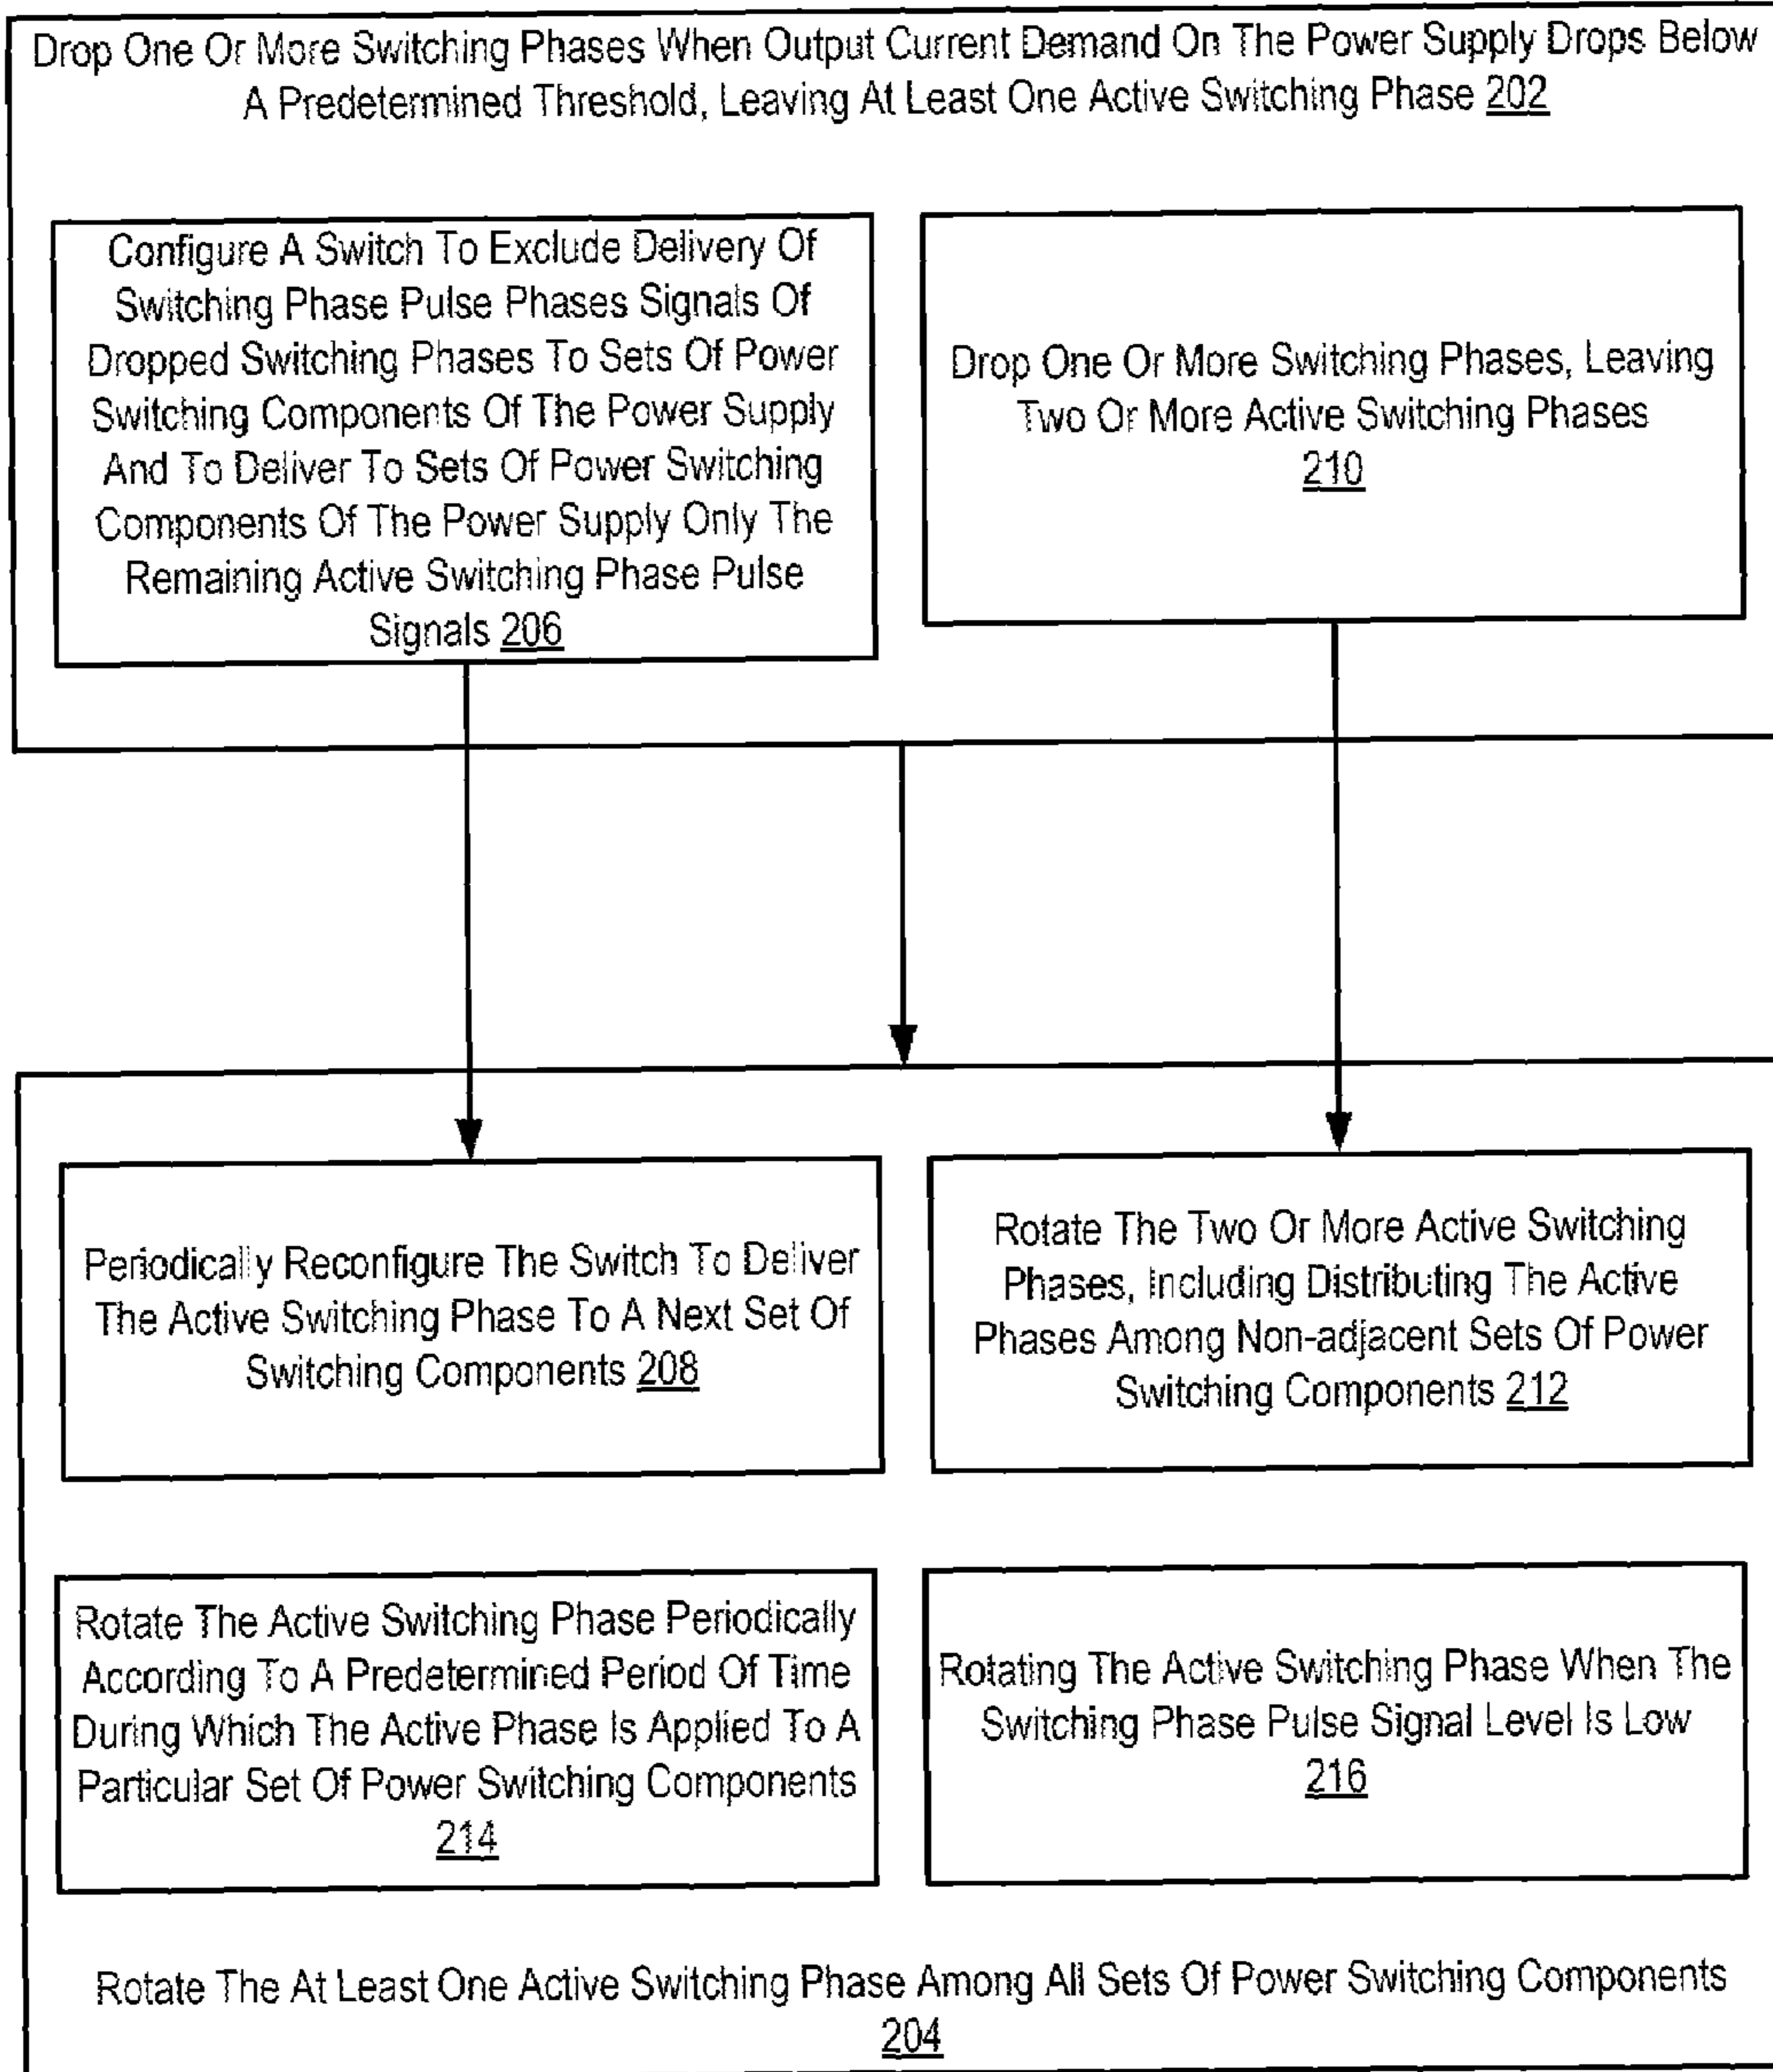 Drop One Or More Switching Phases When Output Current Demand On The Power Supply Drops Below
A Predetermined Threshold, Leaving At Least One Active Switching Phase 202
Configure A Switch To Exclude Delivery Of
Switching Phase Pulse Phases Signals Of
Dropped Switching Phases To Sets Of Power
Switching Components Of The Power Supply
And To Deliver To Sets Of Power Switching
Components Of The Power Supply Only The
Remaining Active Switching Phase Pulse
Signals 206
Drop One Or More Switching Phases, Leaving
Two Or More Active Switching Phases
210
Periodically Reconfigure The Switch To Deliver
The Active Switching Phase To A Next Set Of
Switching Components 208
Rotate The Two Or More Active Switching
Phases, Including Distributing The Active
Phases Among Non-adjacent Sets Of Power
Switching Components 212
Rotate The Active Switching Phase Periodically
According To A Predetermined Period Of Time
During Which The Active Phase Is Applied To A
Particular Set Of Power Switching Components
214
Rotating The Active Switching Phase When The
Switching Phase Pulse Signal Level Is Low
216
Rotate The At Least One Active Switching Phase Among All Sets Of Power Switching Components
204